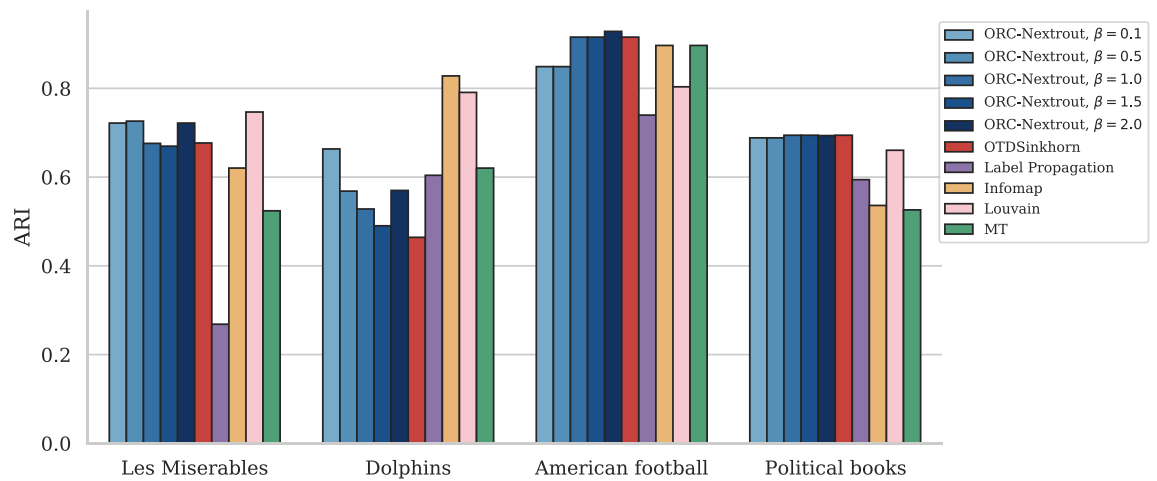 ARI
0.8
0.6
0.4
0.2
0.0
Les Miserables
Dolphins
American football
Political books
ORC-Nextrout, β = 0.1
ORC-Nextrout, β = 0.5
ORC-Nextrout, β = 1.0
ORC-Nextrout, β = 1.5
ORC-Nextrout, β = 2.0
OTDSinkhorn
Label Propagation
Infomap
Louvain
MT